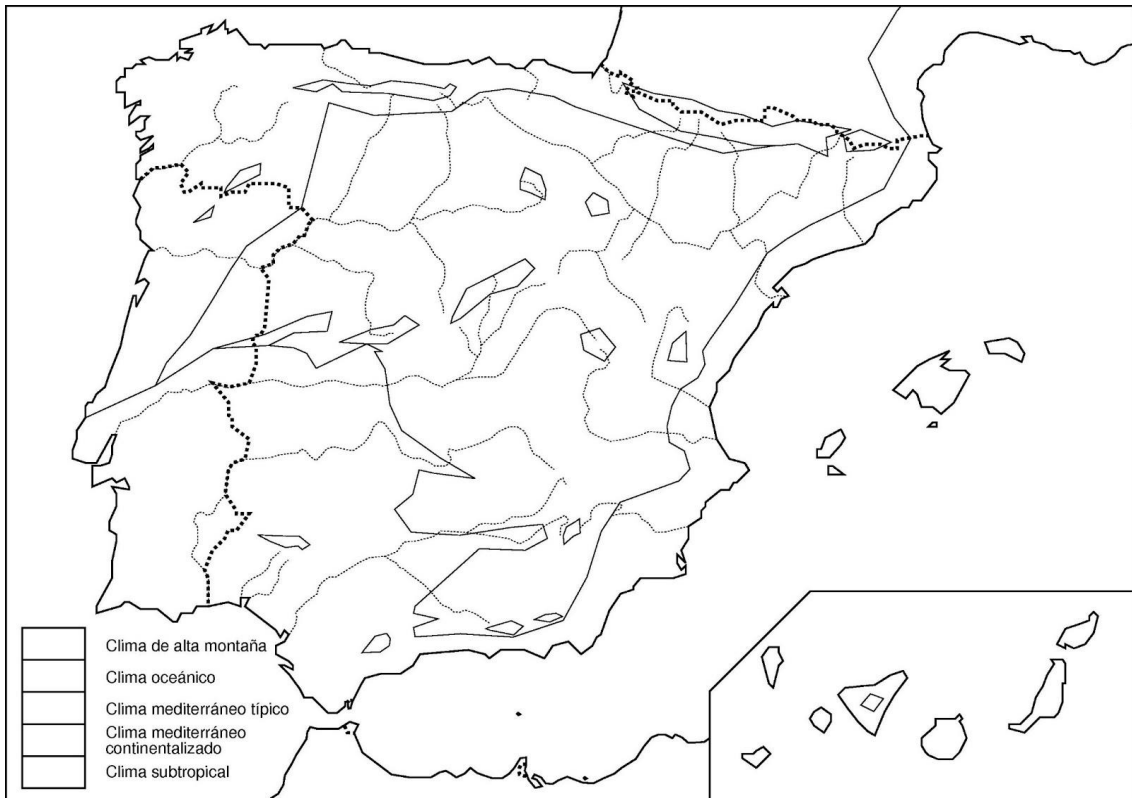 Clima de alta montaña
Clima oceánico
Clima mediterráneo típico
Clima mediterráneo
continentalizado
Clima subtropical